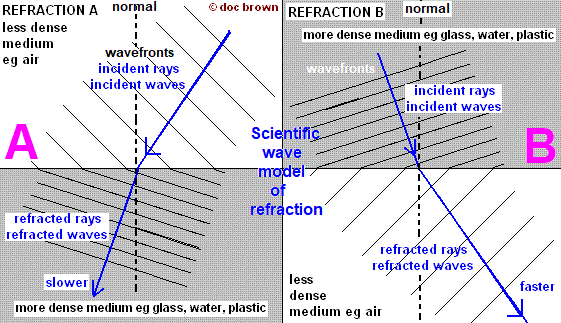 REFRACTION A
© doc brown
less dense
medium
eg air
normal
wavefronts
incident rays
incident waves
A
refracted rays
refracted waves
slower
more dense medium eg glass, water, plastic
Scientific
wave
model
of
refraction
REFRACTION B
normal
more dense medium eg glass, water, plastic
wavefronts
incident rays
incident waves
B
refracted rays
refracted waves
faster
less
dense
medium eg air